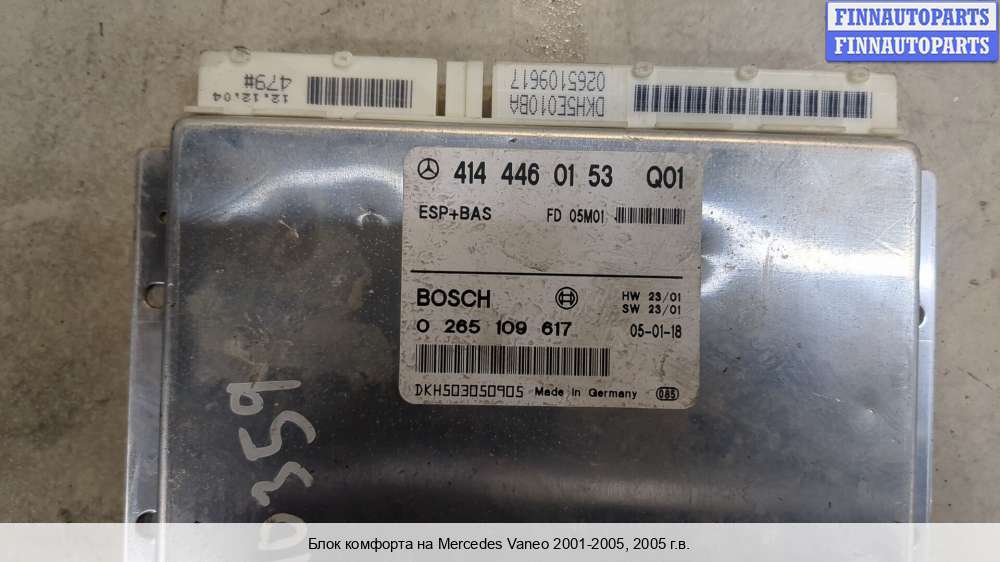 FINNAUTOPARTS
FINNAUTOPARTS
12.12.04
479#
DKH5E010BA
0265109617
414 446 01 53 Q01
ESP+BAS FD 05M01
BOSCH HW 23/01
SW 23/01
0 265 109 617 05-01-18
DKH503050905 Made in Germany 085
0359
Блок комфорта на Mercedes Vaneo 2001-2005, 2005 г.в.